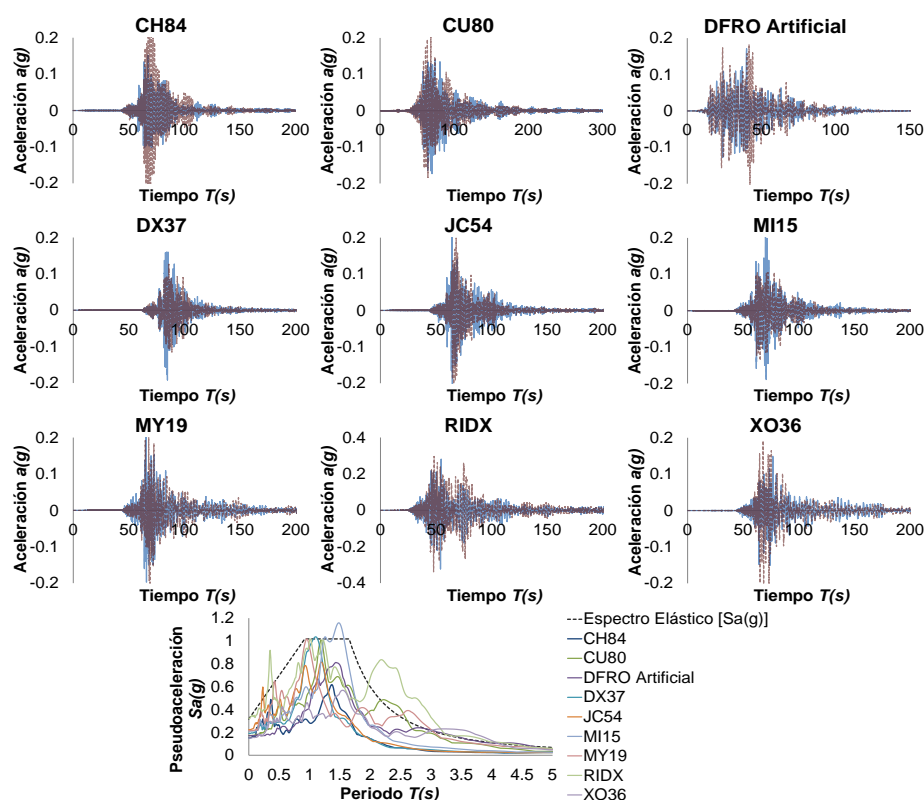 CH84
Aceleración a(g)
0.2
0.1
0
-0.1
-0.2
0
50
100
150
200
Tiempo T(s)
CU80
Aceleración a(g)
0.2
0.1
0
-0.1
-0.2
0
100
200
300
Tiempo T(s)
DFRO Artificial
Aceleración a(g)
0.2
0.1
0
-0.1
-0.2
0
50
100
150
Tiempo T(s)
DX37
Aceleración a(g)
0.2
0.1
0
-0.1
-0.2
0
50
100
150
200
Tiempo T(s)
JC54
Aceleración a(g)
0.2
0.1
0
-0.1
-0.2
0
50
100
150
200
Tiempo T(s)
MI15
Aceleración a(g)
0.2
0.1
0
-0.1
-0.2
0
50
100
150
200
Tiempo T(s)
MY19
Aceleración a(g)
0.2
0.1
0
-0.1
-0.2
0
50
100
150
200
Tiempo T(s)
RIDX
Aceleración a(g)
0.4
0.2
0
-0.2
-0.4
0
50
100
150
200
Tiempo T(s)
XO36
Aceleración a(g)
0.2
0.1
0
-0.1
-0.2
0
50
100
150
200
Tiempo T(s)
Pseudoaceleración
Sa(g)
1.2
1
0.8
0.6
0.4
0.2
0
0 0.5 1 1.5 2 2.5 3 3.5 4 4.5 5
Periodo T(s)
Espectro Elástico [Sa(g)]
CH84
CU80
DFRO Artificial
DX37
JC54
MI15
MY19
RIDX
XO36